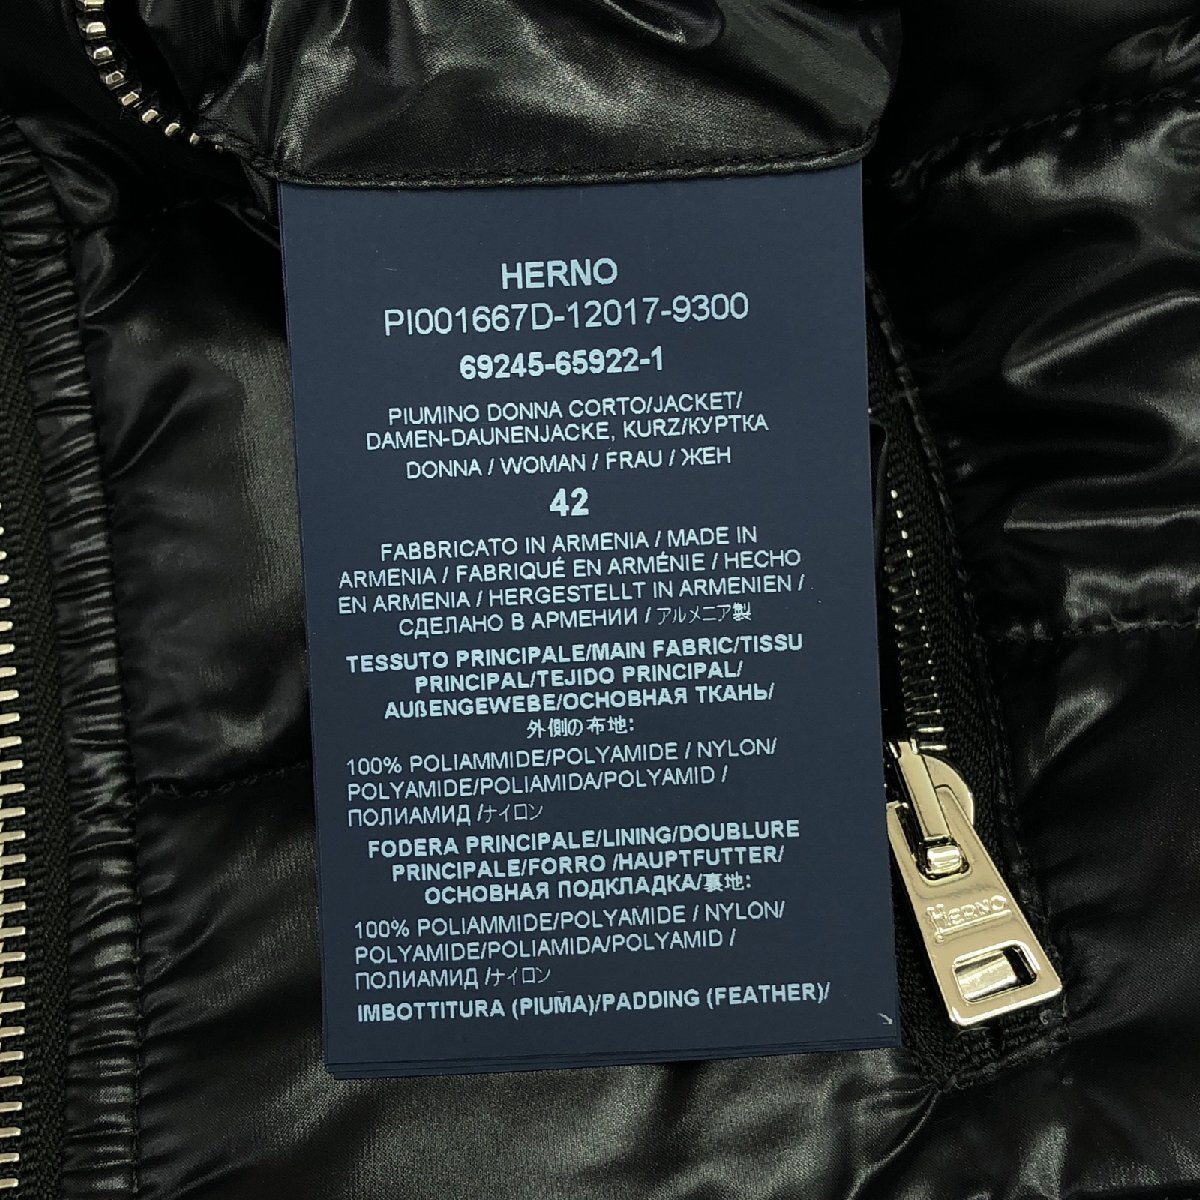 HERNO
PI001667D-12017-9300
69245-65922-1
PIUMINO DONNA CORTO/JACKET/
DAMEN-DAUNENJACKE, KURZ/КУРТКА
DONNA / WOMAN / FRAU / ЖЕН
42
FABBRICATO IN ARMENIA / MADE IN
ARMENIA / FABRIQUÉ EN ARMÉNIE / HECHO
EN ARMENIA / HERGESTELLT IN ARMENIEN /
СДЕЛАНО В АРМЕНИИ / アルメニア製
TESSUTO PRINCIPALE/MAIN FABRIC/TISSU
PRINCIPAL/TEJIDO PRINCIPAL/
AUßENGEWEBE/ОСНОВНАЯ ТКАНЬ/
外側の布地:
100% POLIAMMIDE/POLYAMIDE / NYLON/
POLYAMIDE/POLIAMIDA/POLYAMID /
ПОЛИАМИД /ナイロン
FODERA PRINCIPALE/LINING/DOUBLURE
PRINCIPALE/FORRO /HAUPTFUTTER/
ОСНОВНАЯ ПОДКЛАДКА/裏地:
100% POLIAMMIDE/POLYAMIDE / NYLON/
POLYAMIDE/POLIAMIDA/POLYAMID /
ПОЛИАМИД /ナイロン
IMBOTTITURA (PIUMA)/PADDING (FEATHER)/
HERNO